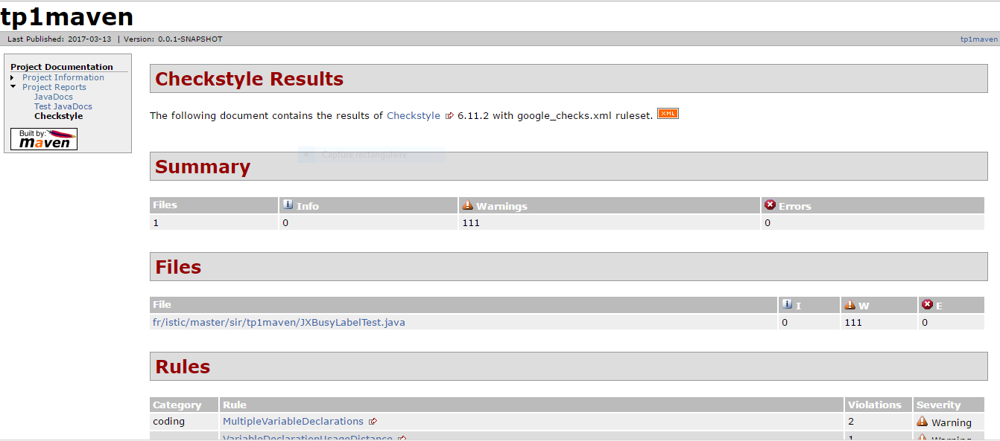 tp1maven
Last Published: 2017-03-13 | Version: 0.0.1-SNAPSHOT tp1maven
Project Documentation
Project Information
Project Reports
JavaDocs
Test JavaDocs
Checkstyle
Built by:
maven
Checkstyle Results
The following document contains the results of Checkstyle 6.11.2 with google_checks.xml ruleset. XML
Capture rectangulaire
Summary
Files Info Warnings Errors
1 0 111 0
Files
File I W E
fr/istic/master/sir/tp1maven/JXBusyLabelTest.java 0 111 0
Rules
Category Rule Violations Severity
coding MultipleVariableDeclarations 2 Warning
VariableDeclarationUsageDistance 1 Warning